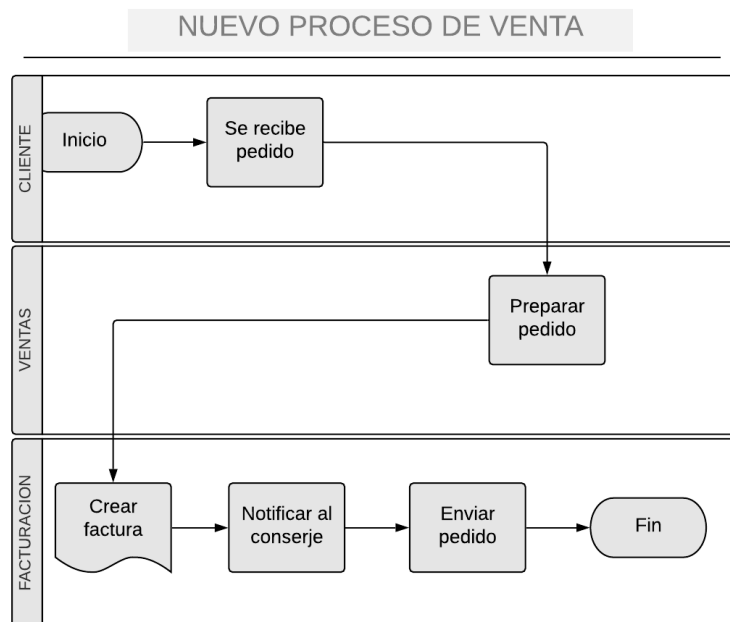 NUEVO PROCESO DE VENTA
CLIENTE
Inicio
Se recibe
pedido
VENTAS
Preparar
pedido
FACTURACION
Crear
factura
Notificar al
conserje
Enviar
pedido
Fin